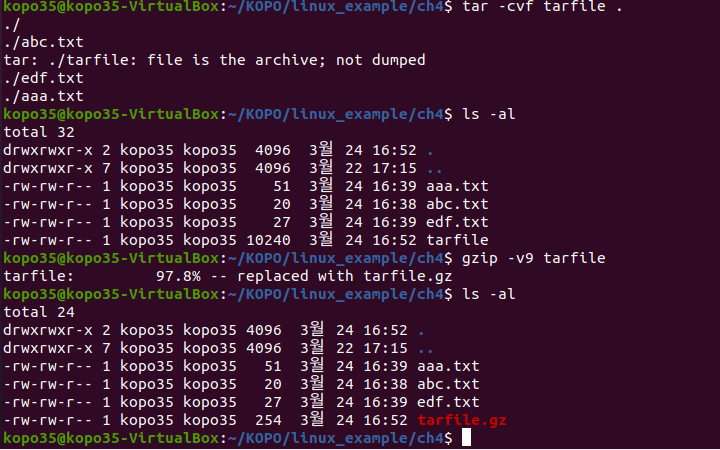 kopo35@kopo35-VirtualBox:~/KOPO/linux_example/ch4$ tar -cvf tarfile .
./
./abc.txt
tar: ./tarfile: file is the archive; not dumped
./edf.txt
./aaa.txt
kopo35@kopo35-VirtualBox:~/KOPO/linux_example/ch4$ ls -al
total 32
drwxrwxr-x 2 kopo35 kopo35  4096  3월 24 16:52 .
drwxrwxr-x 7 kopo35 kopo35  4096  3월 22 17:15 ..
-rw-rw-r-- 1 kopo35 kopo35    51  3월 24 16:39 aaa.txt
-rw-rw-r-- 1 kopo35 kopo35    20  3월 24 16:38 abc.txt
-rw-rw-r-- 1 kopo35 kopo35    27  3월 24 16:39 edf.txt
-rw-rw-r-- 1 kopo35 kopo35 10240  3월 24 16:52 tarfile
kopo35@kopo35-VirtualBox:~/KOPO/linux_example/ch4$ gzip -v9 tarfile
tarfile:         97.8% -- replaced with tarfile.gz
kopo35@kopo35-VirtualBox:~/KOPO/linux_example/ch4$ ls -al
total 24
drwxrwxr-x 2 kopo35 kopo35 4096  3월 24 16:52 .
drwxrwxr-x 7 kopo35 kopo35 4096  3월 22 17:15 ..
-rw-rw-r-- 1 kopo35 kopo35   51  3월 24 16:39 aaa.txt
-rw-rw-r-- 1 kopo35 kopo35   20  3월 24 16:38 abc.txt
-rw-rw-r-- 1 kopo35 kopo35   27  3월 24 16:39 edf.txt
-rw-rw-r-- 1 kopo35 kopo35  254  3월 24 16:52 tarfile.gz
kopo35@kopo35-VirtualBox:~/KOPO/linux_example/ch4$